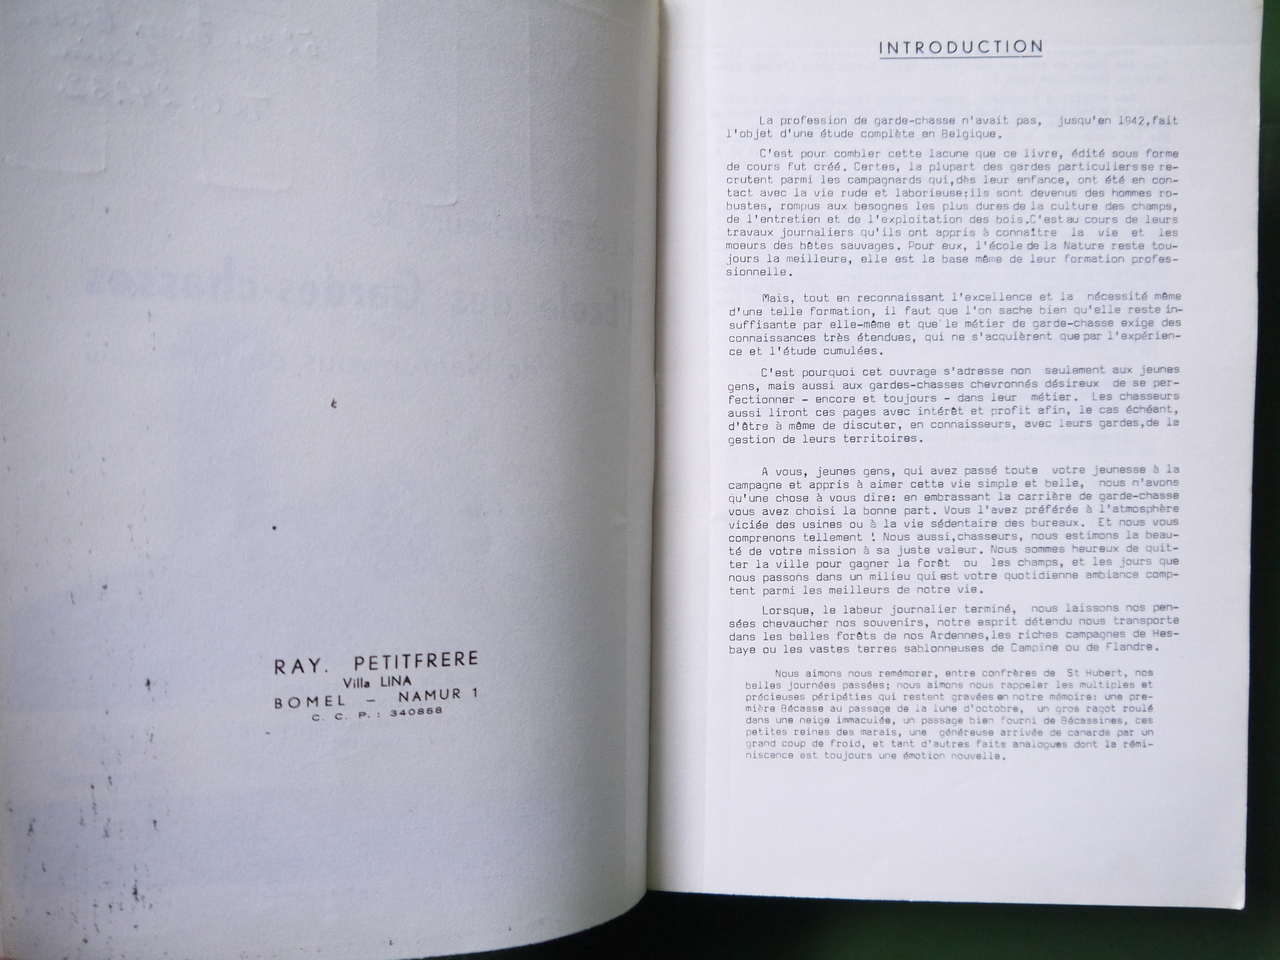 RAY. PETITFRERE
Villa LINA
BOMEL — NAMUR 1
C. C. P. : 340858
INTRODUCTION
La profession de garde-chasse n'avait pas, jusqu'en 1942,fait
l'objet d'une étude complète en Belgique.
C'est pour combler cette lacune que ce livre, édité sous forme
de cours fut créé. Certes, la plupart des gardes particuliers se re-
crutent parmi les campagnards qui,dès leur enfance, ont été en con-
tact avec la vie rude et laborieuse;ils sont devenus des hommes ro-
bustes, rompus aux besognes les plus dures de la culture des champs,
de l'entretien et de l'exploitation des bois.C'est au cours de leurs
travaux journaliers qu'ils ont appris à connaître la vie et les
moeurs des bêtes sauvages. Pour eux, l'école de la Nature reste tou-
jours la meilleure, elle est la base même de leur formation profes-
sionnelle.
Mais, tout en reconnaissant l'excellence et la nécessité même
d'une telle formation, il faut que l'on sache bien qu'elle reste in-
suffisante par elle-même et que le métier de garde-chasse exige des
connaissances très étendues, qui ne s'acquièrent que par l'expérien-
ce et l'étude cumulées.
C'est pourquoi cet ouvrage s'adresse non seulement aux jeunes
gens, mais aussi aux gardes-chasses chevronnés désireux de se per-
fectionner - encore et toujours - dans leur métier. Les chasseurs
aussi liront ces pages avec intérêt et profit afin, le cas échéant,
d'être à même de discuter, en connaisseurs, avec leurs gardes,de la
gestion de leurs territoires.
A vous, jeunes gens, qui avez passé toute votre jeunesse à la
campagne et appris à aimer cette vie simple et belle, nous n'avons
qu'une chose à vous dire: en embrassant la carrière de garde-chasse
vous avez choisi la bonne part. Vous l'avez préférée à l'atmosphère
viciée des usines ou à la vie sédentaire des bureaux. Et nous vous
comprenons tellement ! Nous aussi,chasseurs, nous estimons la beau-
té de votre mission à sa juste valeur. Nous sommes heureux de quit-
ter la ville pour gagner la forêt ou les champs, et les jours que
nous passons dans un milieu qui est votre quotidienne ambiance comp-
tent parmi les meilleurs de notre vie.
Lorsque, le labeur journalier terminé, nous laissons nos pen-
sées chevaucher nos souvenirs, notre esprit détendu nous transporte
dans les belles forêts de nos Ardennes,les riches campagnes de Hes-
baye ou les vastes terres sablonneuses de Campine ou de Flandre.
Nous aimons nous remémorer, entre confrères de St Hubert, nos
belles journées passées; nous aimons nous rappeler les multiples et
précieuses péripéties qui restent gravées en notre mémoire: une pre-
mière Bécasse au passage de la lune d'octobre, un gros ragot roulé
dans une neige immaculée, un passage bien fourni de Bécassines, ces
petites reines des marais, une généreuse arrivée de canards par un
grand coup de froid, et tant d'autres faits analogues dont la rémi-
niscence est toujours une émotion nouvelle.